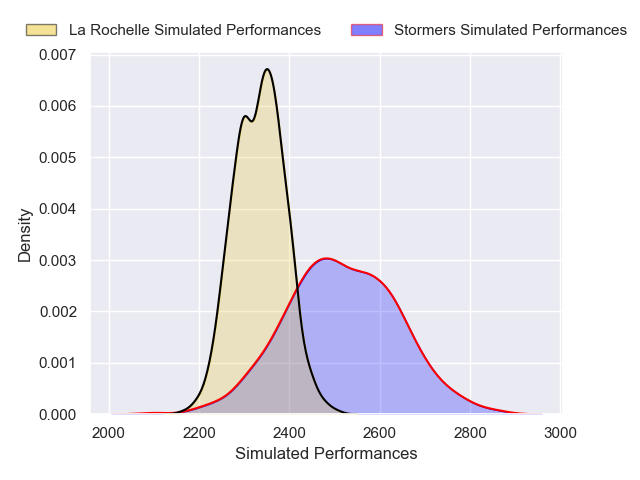 La Rochelle Simulated Performances Stormers Simulated Performances
0.007
0.006
0.005
0.004
0.003
0.002
0.001
0.000
Density
2000 2200 2400 2600 2800 3000
Simulated Performances